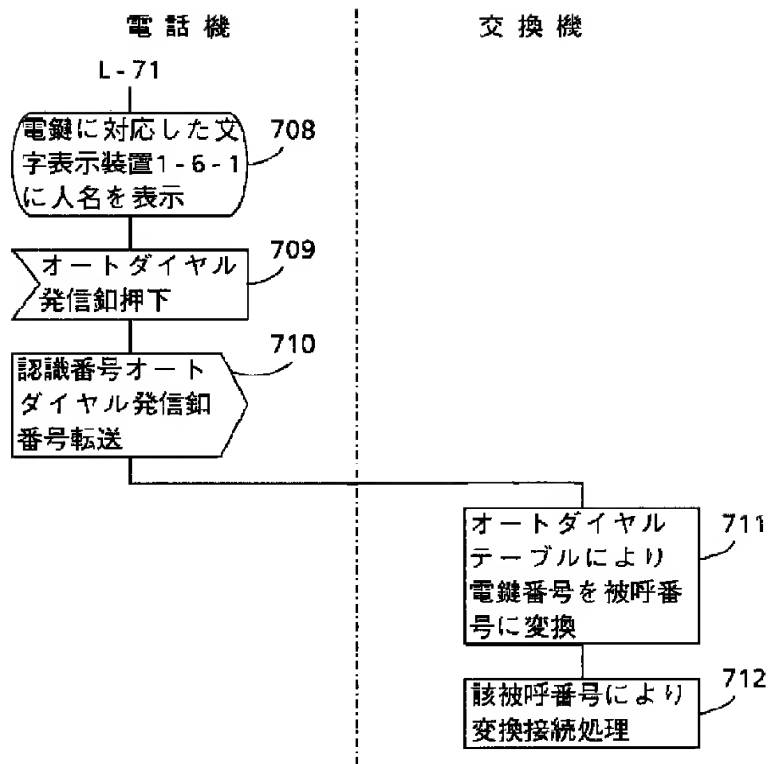 電話機
交換機
L-71
電鍵に対応した文
字表示装置1-6-1
に人名を表示
708
オートダイヤル
発信釦押下
709
認識番号オート
ダイヤル発信釦
番号転送
710
オートダイヤル
テーブルにより
電鍵番号を被呼番
号に変換
711
該被呼番号により
変換接続処理
712